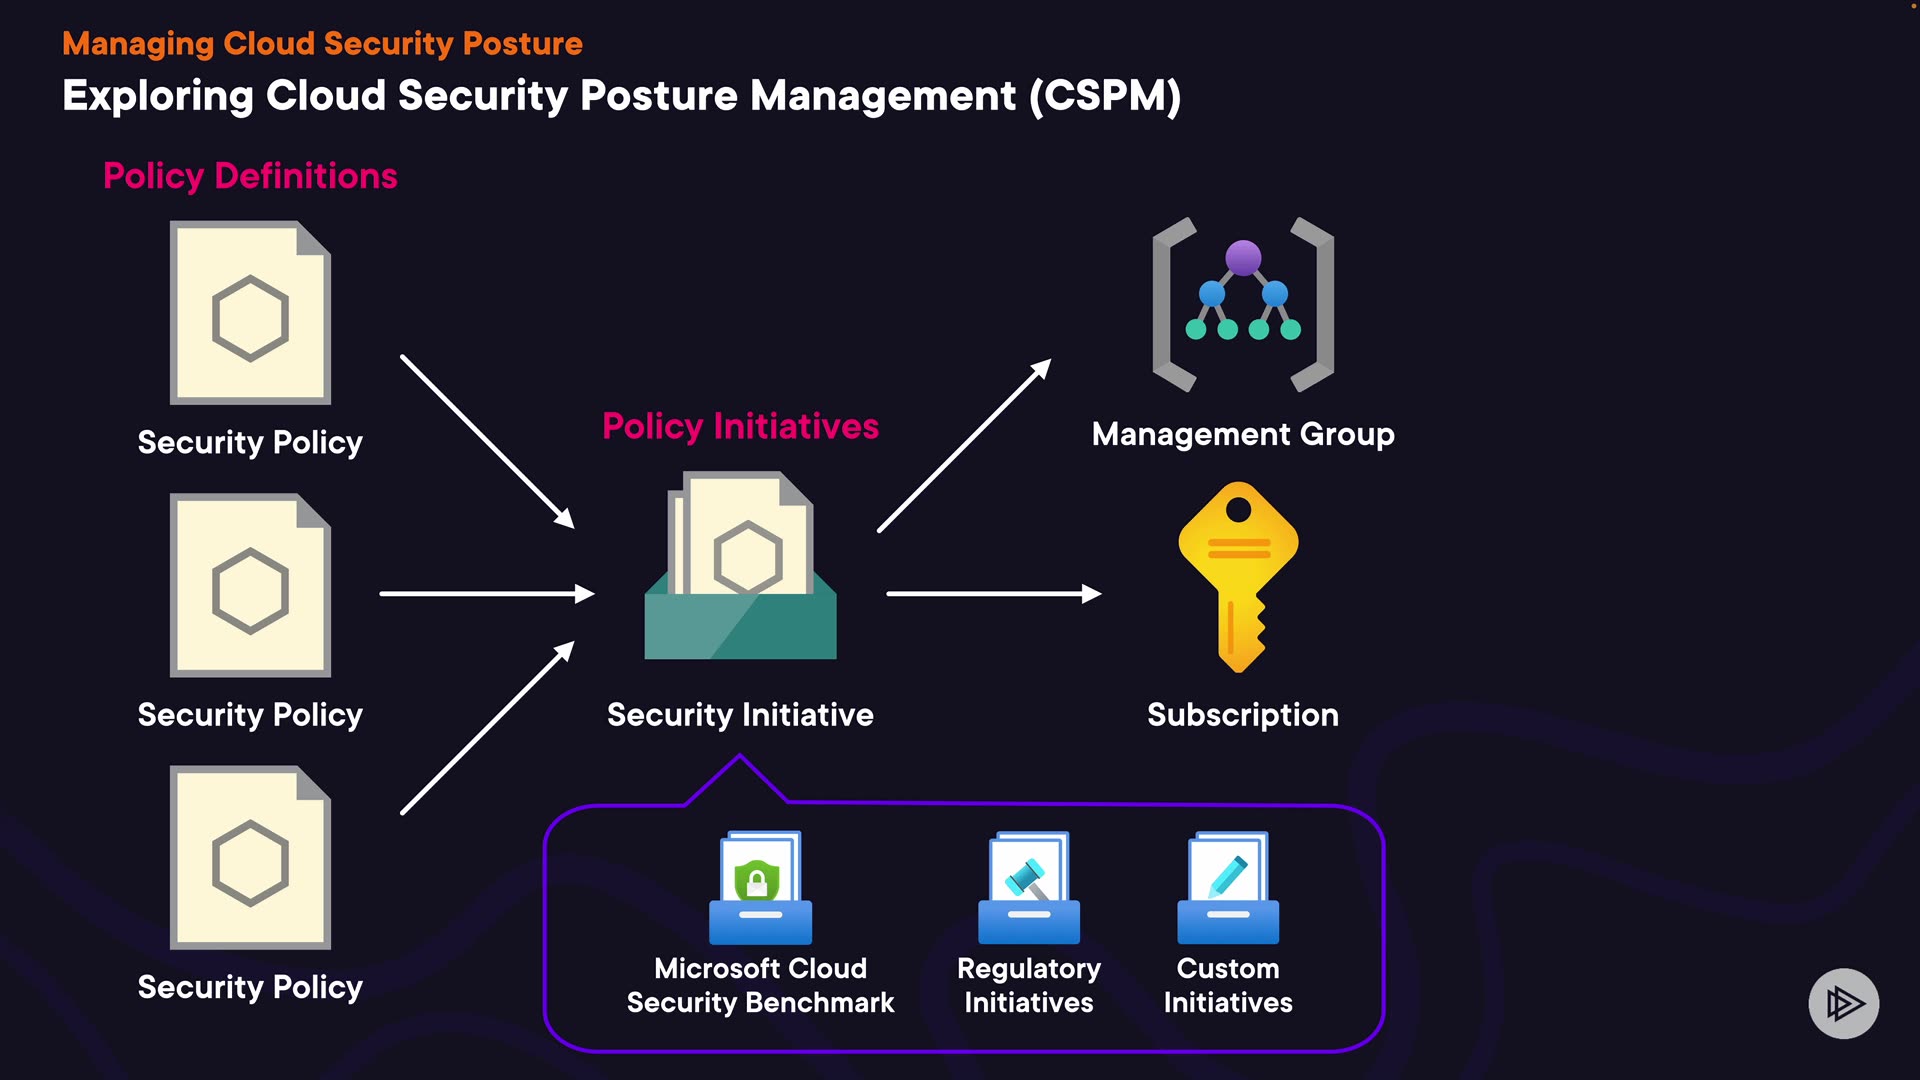 Managing Cloud Security Posture
Exploring Cloud Security Posture Management (CSPM)
Policy Definitions
Security Policy
Security Policy
Security Policy
Policy Initiatives
Security Initiative
Management Group
Subscription
Microsoft Cloud
Security Benchmark
Regulatory
Initiatives
Custom
Initiatives